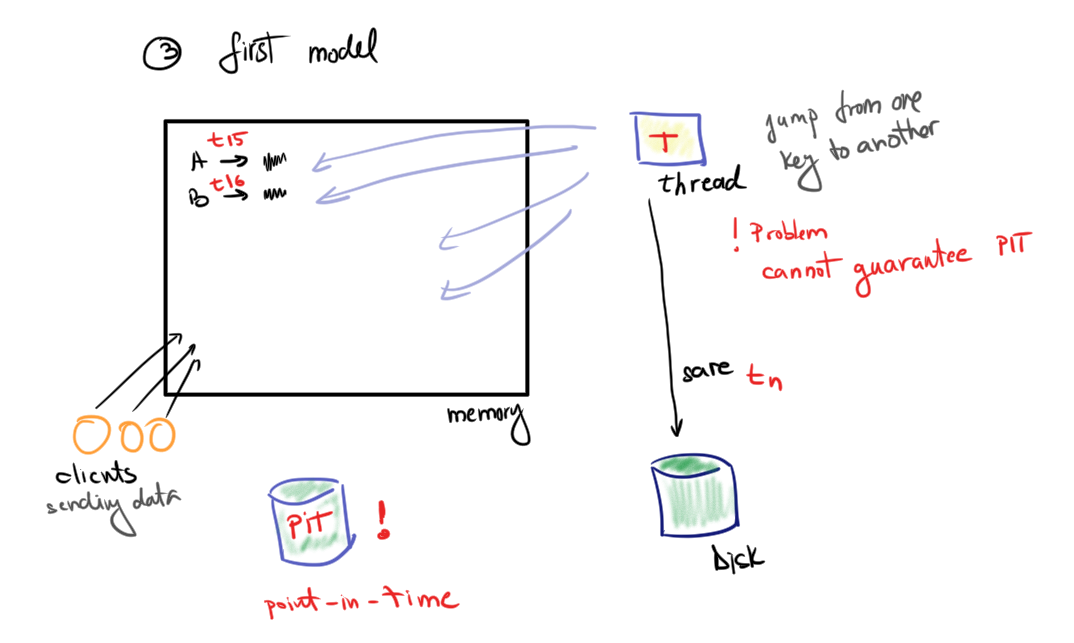 ③ first model
t15
A →
t16
B →
T
thread
jump from one
key to another
! Problem
cannot guarantee PIT
save tn
memory
clients
sending data
PiT !
point-in-time
Disk